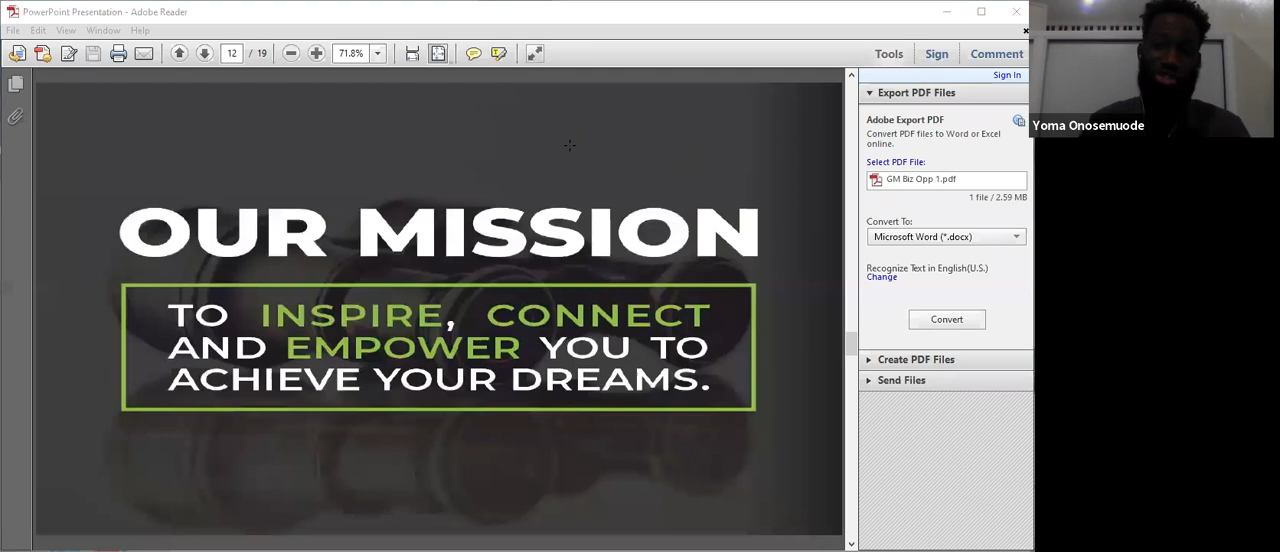 PowerPoint Presentation - Adobe Reader
File Edit View Window Help
12 / 19 71.8% Tools Sign Comment
Sign In
Export PDF Files
Adobe Export PDF
Convert PDF files to Word or Excel
online.
Select PDF File:
GM Biz Opp 1.pdf
1 file / 2.59 MB
Convert To:
Microsoft Word (*.docx)
Recognize Text in English(U.S.)
Change
Convert
Create PDF Files
Send Files
OUR MISSION
TO INSPIRE, CONNECT
AND EMPOWER YOU TO
ACHIEVE YOUR DREAMS.
Yoma Onosemuode